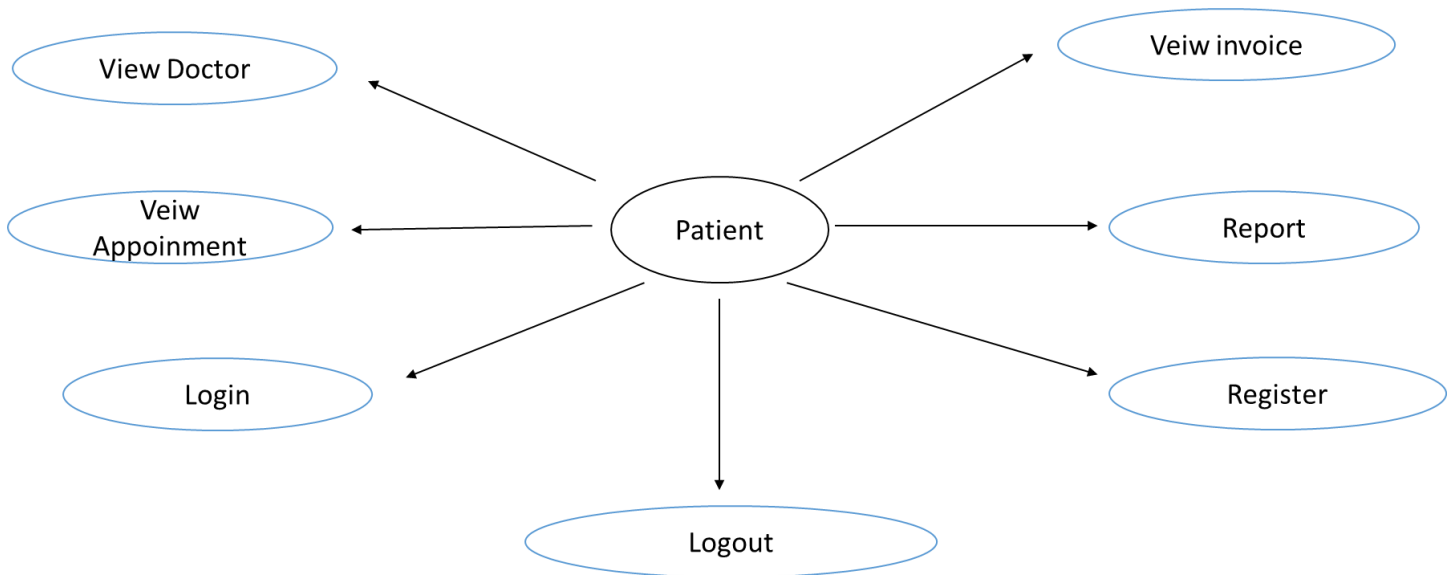 View Doctor
Veiw invoice
Veiw
Appoinment
Patient
Report
Login
Register
Logout